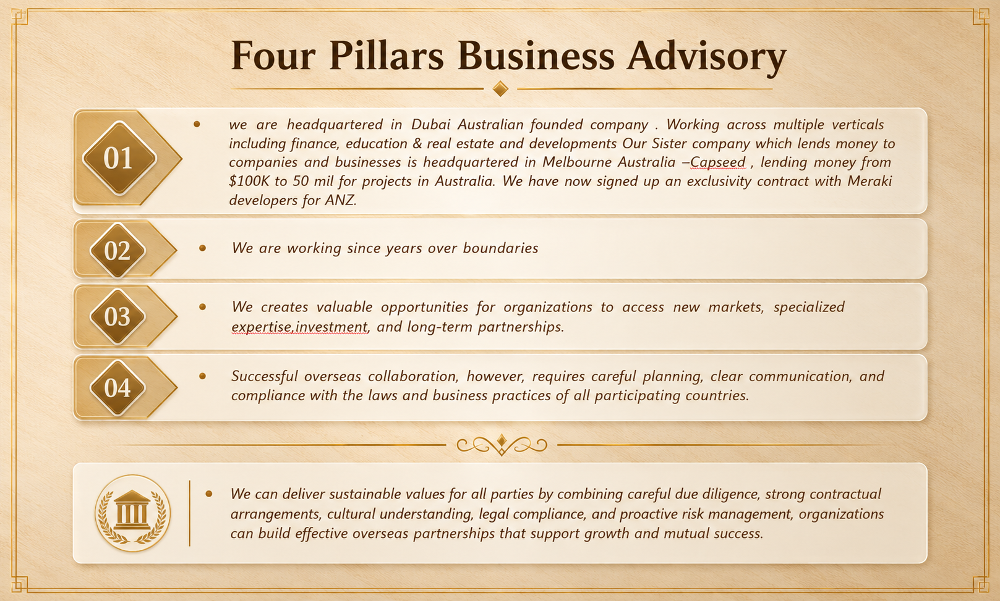 Four Pillars Business Advisory
01
we are headquartered in Dubai Australian founded company . Working across multiple verticals
including finance, education & real estate and developments Our Sister company which lends money to
companies and businesses is headquartered in Melbourne Australia –Capseed , lending money from
$100K to 50 mil for projects in Australia. We have now signed up an exclusivity contract with Meraki
developers for ANZ.
02
We are working since years over boundaries
03
We creates valuable opportunities for organizations to access new markets, specialized
expertise,investment, and long-term partnerships.
04
Successful overseas collaboration, however, requires careful planning, clear communication, and
compliance with the laws and business practices of all participating countries.
We can deliver sustainable values for all parties by combining careful due diligence, strong contractual
arrangements, cultural understanding, legal compliance, and proactive risk management, organizations
can build effective overseas partnerships that support growth and mutual success.